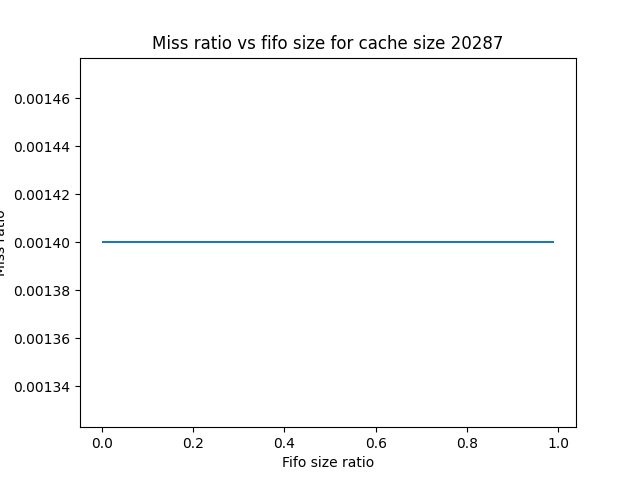 Miss ratio vs fifo size for cache size 20287
0.00146
0.00144
0.00142
0.00140
0.00138
0.00136
0.00134
Miss ratio
0.0 0.2 0.4 0.6 0.8 1.0
Fifo size ratio